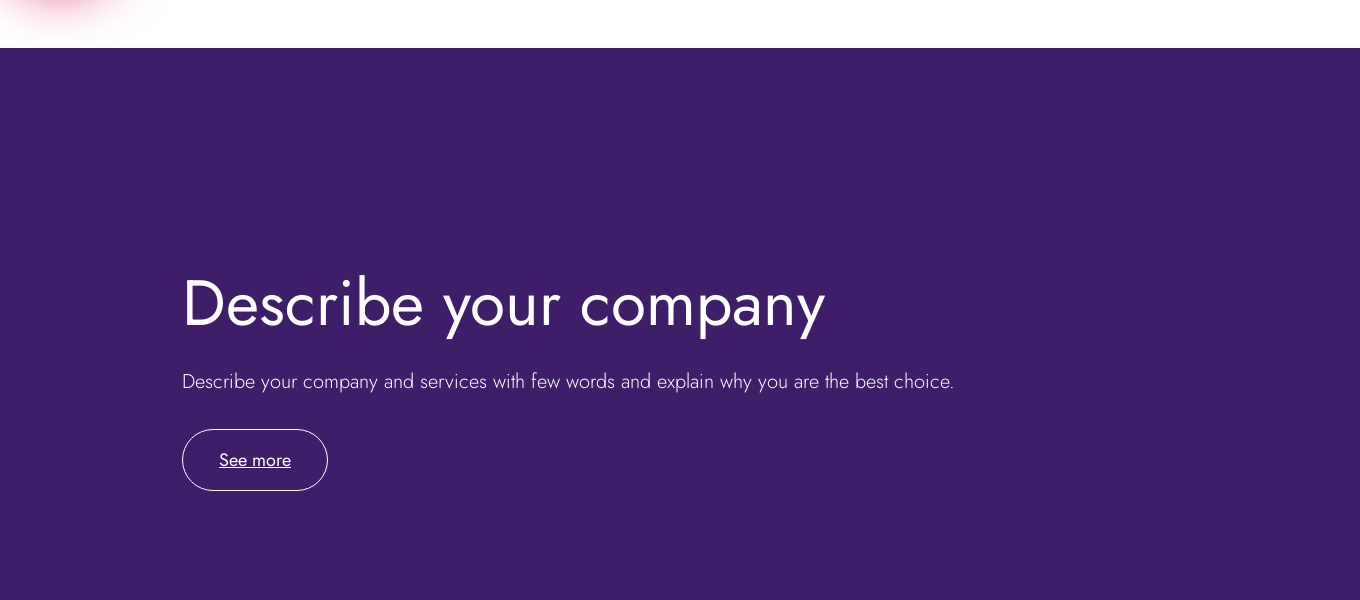 Describe your company
Describe your company and services with few words and explain why you are the best choice.
See more